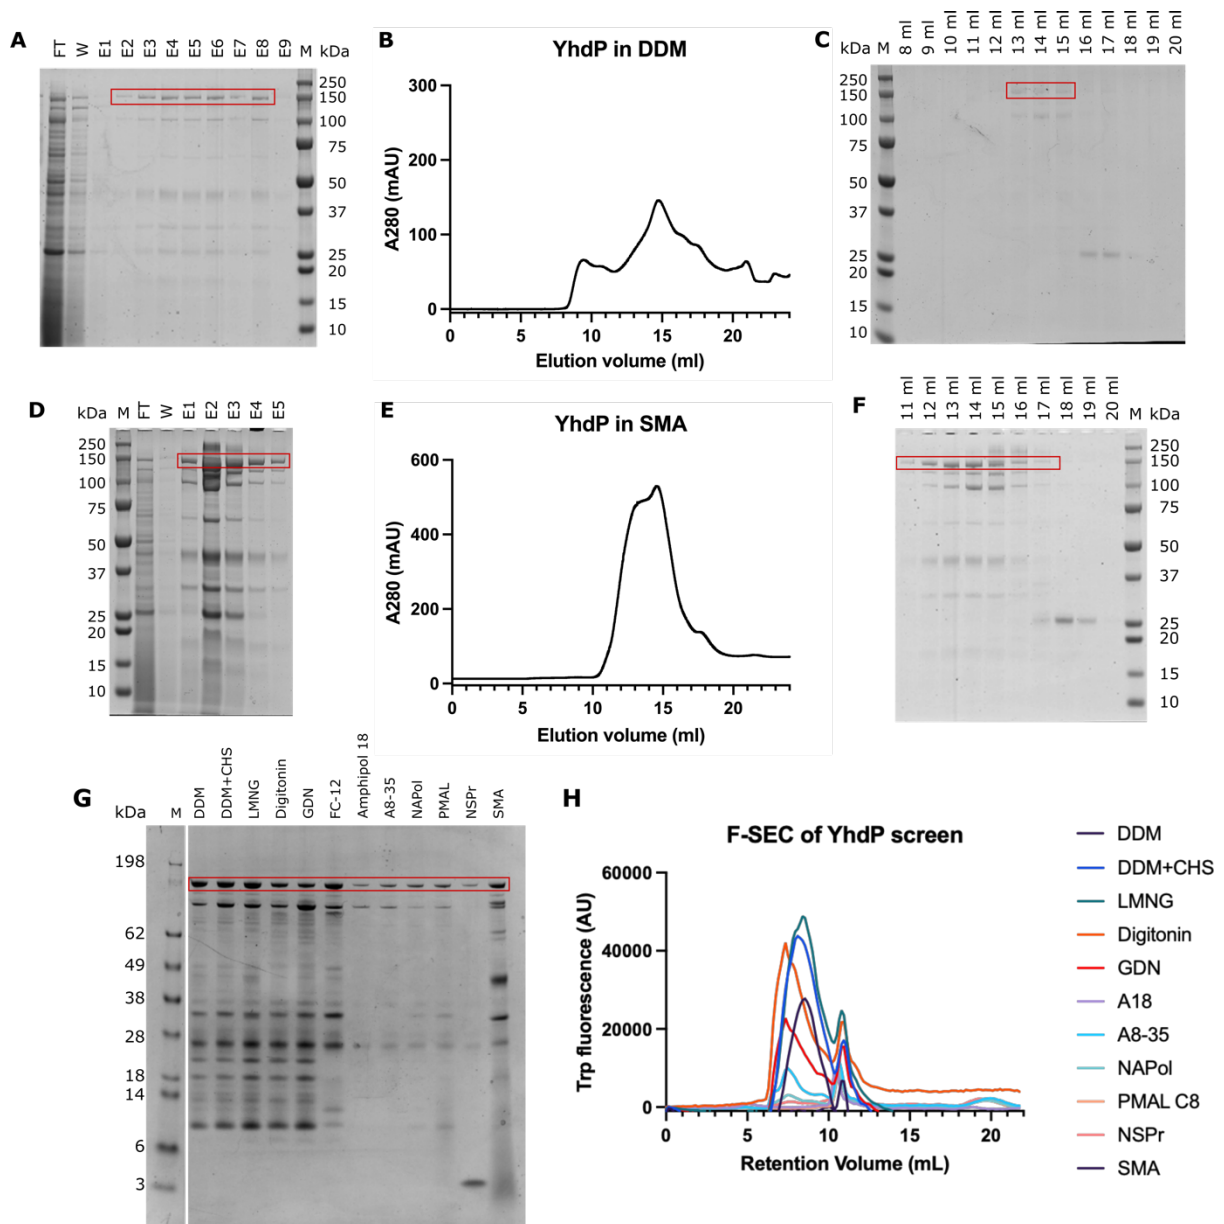 A
FT W E1 E2 E3 E4 E5 E6 E7 E8 E9 M kDa
250
150
100
75
50
37
25
20
15
10
B
YhdP in DDM
A280 (mAU)
300
200
100
0
0 5 10 15 20
Elution volume (ml)
C
kDa M 8 ml 9 ml 10 ml 11 ml 12 ml 13 ml 14 ml 15 ml 16 ml 17 ml 18 ml 19 ml 20 ml
250
150
100
75
50
37
25
20
15
10
D
kDa M FT W E1 E2 E3 E4 E5
250
150
100
75
50
37
25
20
15
10
E
YhdP in SMA
A280 (mAU)
600
400
200
0
0 5 10 15 20
Elution volume (ml)
F
11 ml 12 ml 13 ml 14 ml 15 ml 16 ml 17 ml 18 ml 19 ml 20 ml M kDa
250
150
100
75
50
37
25
20
15
10
G
kDa M DDM DDM+CHS LMNG Digitonin GDN FC-12 Amphipol 18 A8-35 NAPol PMAL NSPr SMA
198
62
49
38
28
18
14
6
3
H
F-SEC of YhdP screen
Trp fluorescence (AU)
60000
40000
20000
0
0 5 10 15 20
Retention Volume (mL)
DDM
DDM+CHS
LMNG
Digitonin
GDN
A18
A8-35
NAPol
PMAL C8
NSPr
SMA